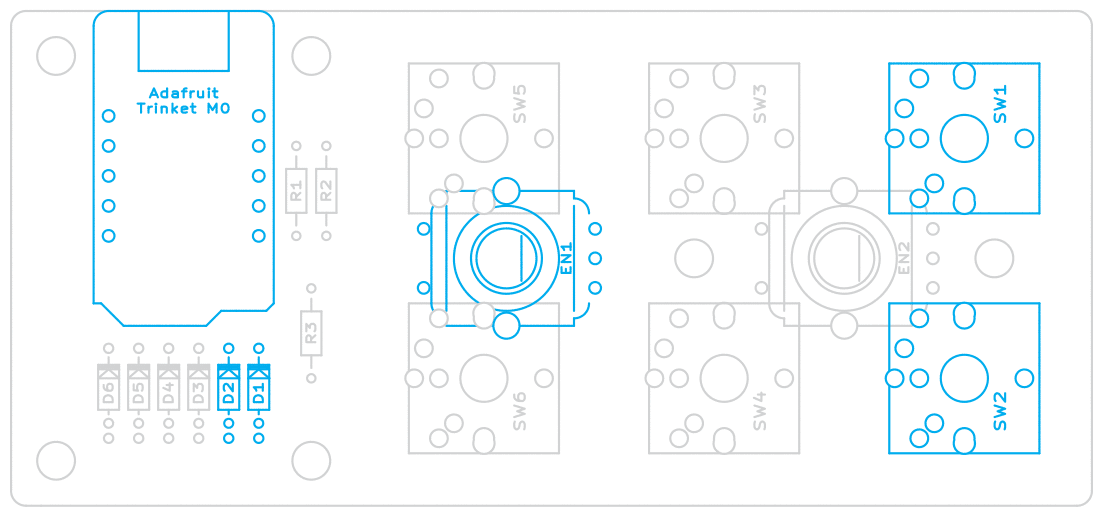 Adafruit
Trinket M0
SW5
SW3
SW1
R1
R2
EN1
EN2
R3
D6
D5
D4
D3
D2
D1
SW6
SW4
SW2